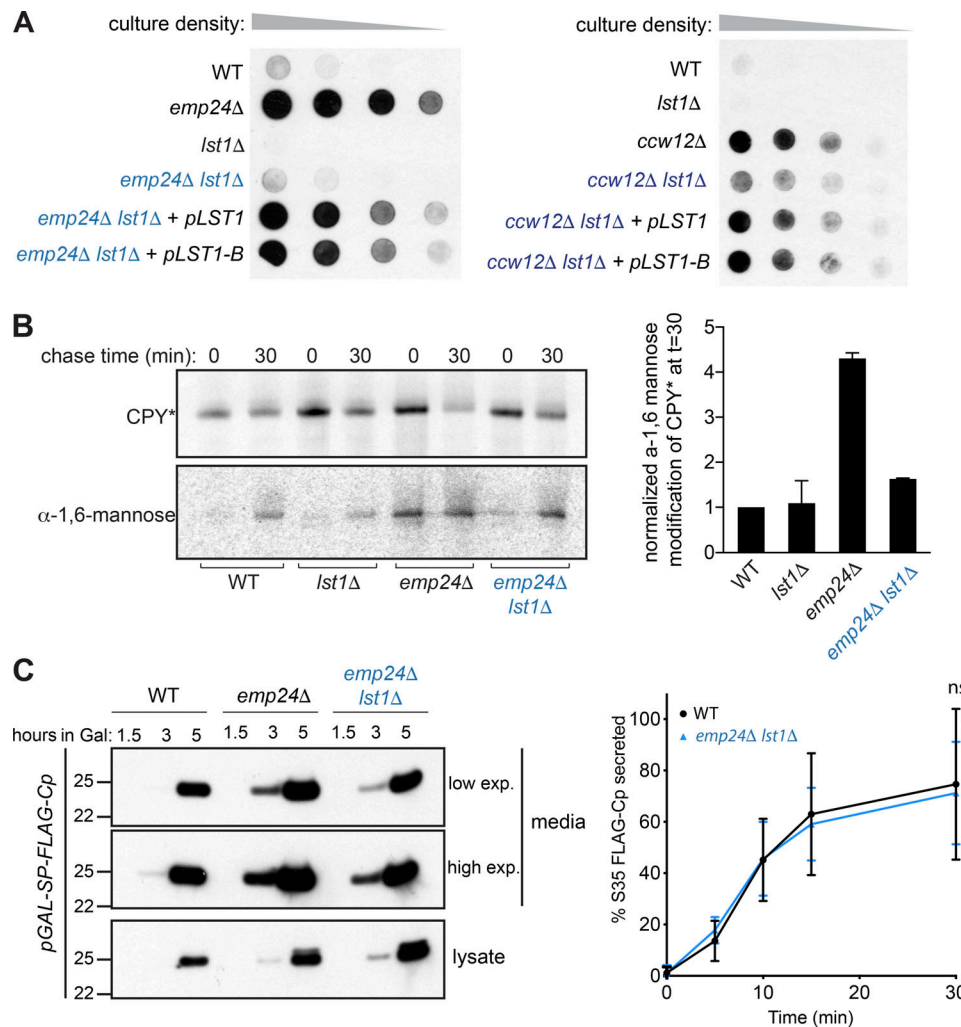 A
culture density:
WT
emp24Δ
lst1Δ
emp24Δ lst1Δ
emp24Δ lst1Δ + pLST1
emp24Δ lst1Δ + pLST1-B
culture density:
WT
lst1Δ
ccw12Δ
ccw12Δ lst1Δ
ccw12Δ lst1Δ + pLST1
ccw12Δ lst1Δ + pLST1-B
B
chase time (min): 0 30 0 30 0 30 0 30
CPY*
α-1,6-mannose
WT lst1Δ emp24Δ emp24Δ
lst1Δ
normalized a-1,6 mannose
modification of CPY* at t=30
5
4
3
2
1
0
WT
lst1Δ
emp24Δ
emp24Δ lst1Δ
C
WT emp24Δ emp24Δ
lst1Δ
hours in Gal: 1.5 3 5 1.5 3 5 1.5 3 5
pGAL-SP-FLAG-Cp
25
22
low exp.
25
22
high exp.
media
25
22
lysate
% S35 FLAG-Cp secreted
100
80
60
40
20
0
WT
emp24Δ lst1Δ
ns
0 10 20 30
Time (min)